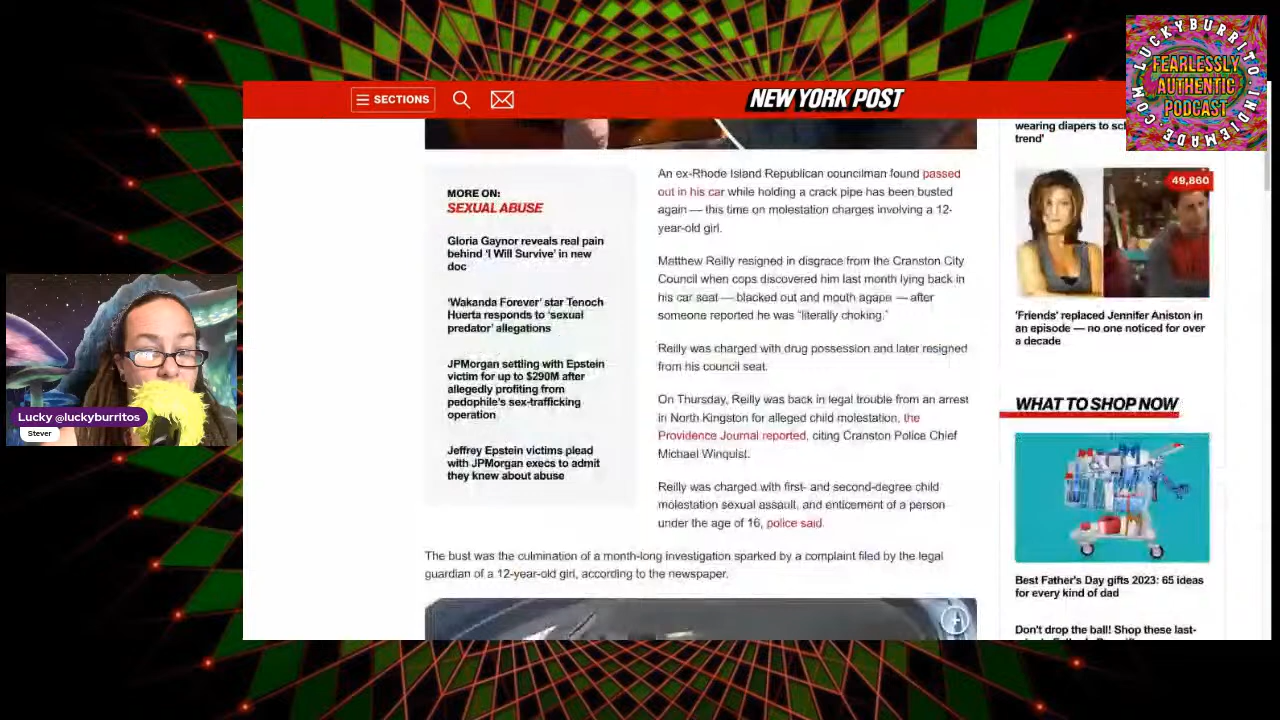 LUCKYBURRITO.INDIEMADE.COM
FEARLESSLY
AUTHENTIC
PODCAST
SECTIONS
NEW YORK POST
wearing diapers to sc
trend'
49,860
'Friends' replaced Jennifer Aniston in
an episode — no one noticed for over
a decade
WHAT TO SHOP NOW
Best Father's Day gifts 2023: 65 ideas
for every kind of dad
Don't drop the ball! Shop these last-
MORE ON:
SEXUAL ABUSE
Gloria Gaynor reveals real pain
behind 'I Will Survive' in new
doc
'Wakanda Forever' star Tenoch
Huerta responds to 'sexual
predator' allegations
JPMorgan settling with Epstein
victim for up to $290M after
allegedly profiting from
pedophile's sex-trafficking
operation
Jeffrey Epstein victims plead
with JPMorgan execs to admit
they knew about abuse
An ex-Rhode Island Republican councilman found passed
out in his car while holding a crack pipe has been busted
again — this time on molestation charges involving a 12-
year-old girl.
Matthew Reilly resigned in disgrace from the Cranston City
Council when cops discovered him last month lying back in
his car seat — blacked out and mouth agape — after
someone reported he was "literally choking."
Reilly was charged with drug possession and later resigned
from his council seat.
On Thursday, Reilly was back in legal trouble from an arrest
in North Kingston for alleged child molestation, the
Providence Journal reported, citing Cranston Police Chief
Michael Winquist.
Reilly was charged with first- and second-degree child
molestation sexual assault, and enticement of a person
under the age of 16, police said.
The bust was the culmination of a month-long investigation sparked by a complaint filed by the legal
guardian of a 12-year-old girl, according to the newspaper.
Lucky @luckyburritos
Stever